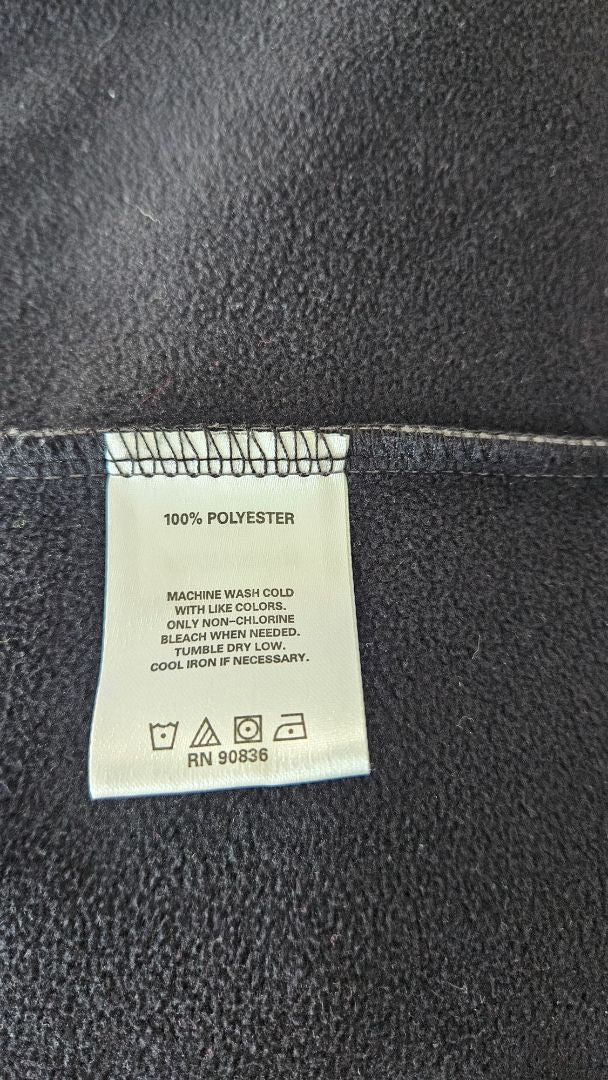 100% POLYESTER
MACHINE WASH COLD
WITH LIKE COLORS.
ONLY NON-CHLORINE
BLEACH WHEN NEEDED.
TUMBLE DRY LOW.
COOL IRON IF NECESSARY.
RN 90836